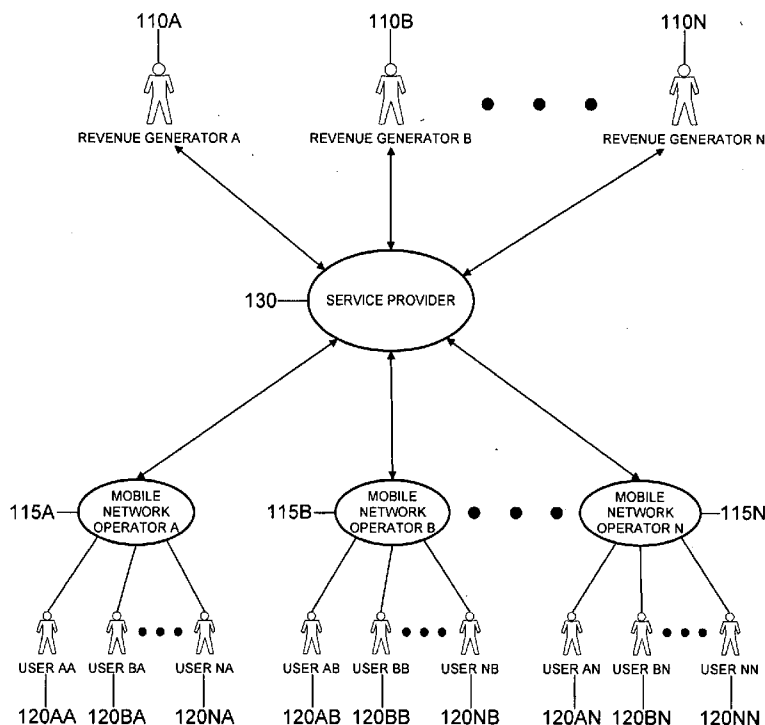 110A 110B 110N
REVENUE GENERATOR A REVENUE GENERATOR B REVENUE GENERATOR N
130 SERVICE PROVIDER
115A MOBILE NETWORK OPERATOR A 115B MOBILE NETWORK OPERATOR B MOBILE NETWORK OPERATOR N 115N
USER AA USER BA USER NA USER AB USER BB USER NB USER AN USER BN USER NN
120AA 120BA 120NA 120AB 120BB 120NB 120AN 120BN 120NN